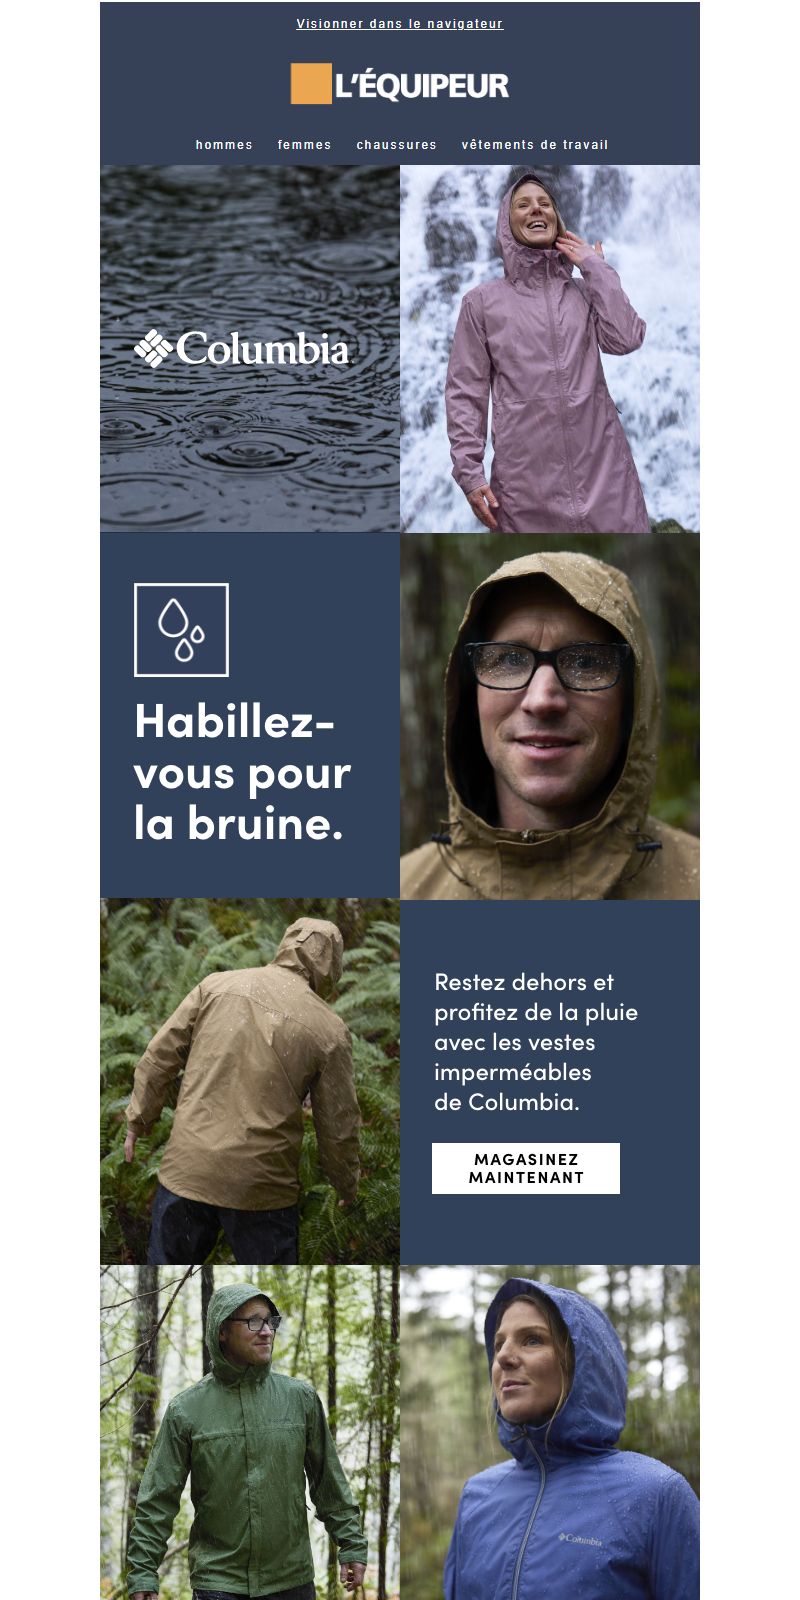 Visionner dans le navigateur
L'ÉQUIPEUR
hommes femmes chaussures vêtements de travail
Columbia
Habillez-
vous pour
la bruine.
Restez dehors et
profitez de la pluie
avec les vestes
imperméables
de Columbia.
MAGASINEZ
MAINTENANT
Columbia